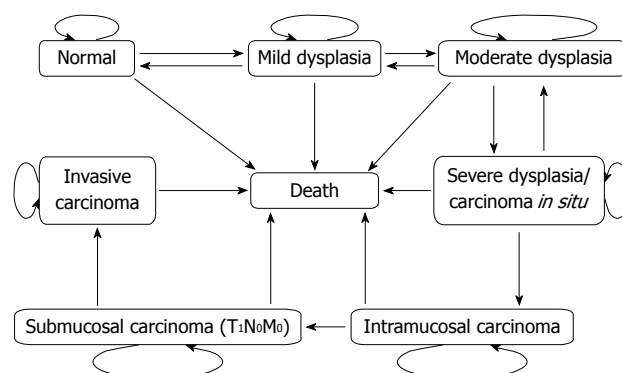 Normal
Mild dysplasia
Moderate dysplasia
Invasive
carcinoma
Death
Severe dysplasia/
carcinoma in situ
Submucosal carcinoma (T₁N₀M₀)
Intramucosal carcinoma